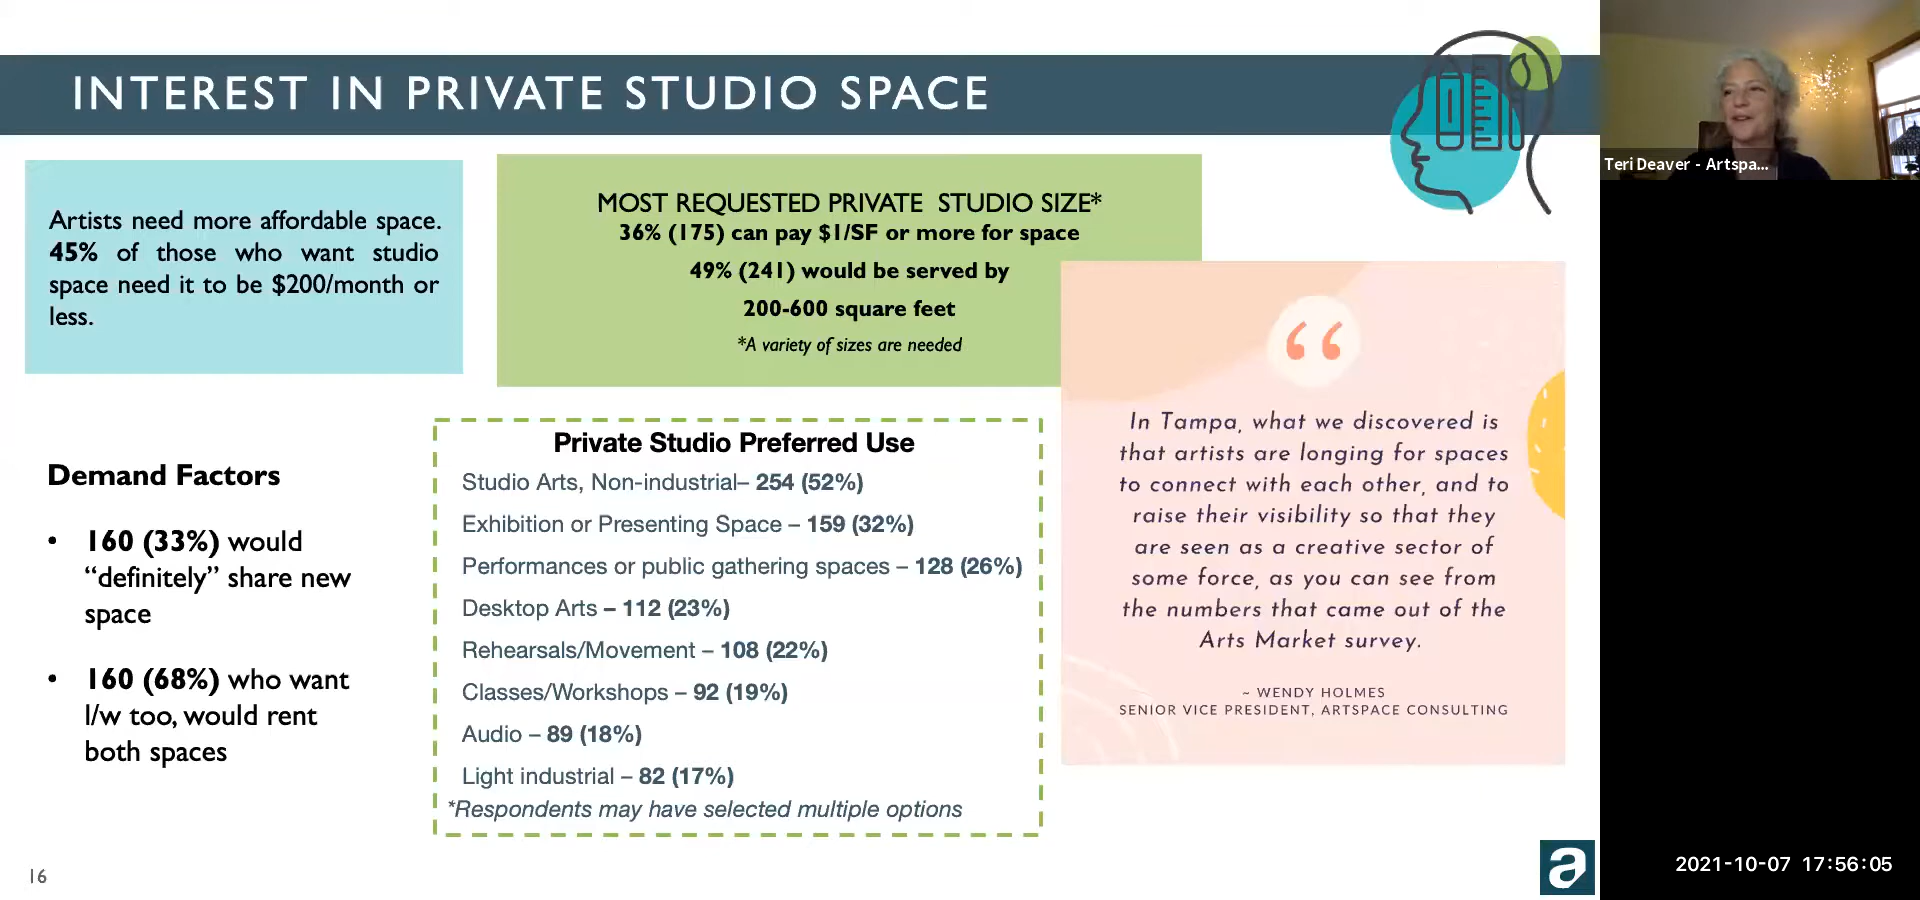 INTEREST IN PRIVATE STUDIO SPACE
Teri Deaver - Artspa...
Artists need more affordable space.
45% of those who want studio
space need it to be $200/month or
less.
MOST REQUESTED PRIVATE STUDIO SIZE*
36% (175) can pay $1/SF or more for space
49% (241) would be served by
200-600 square feet
*A variety of sizes are needed
Demand Factors
• 160 (33%) would
“definitely” share new
space
• 160 (68%) who want
l/w too, would rent
both spaces
Private Studio Preferred Use
Studio Arts, Non-industrial– 254 (52%)
Exhibition or Presenting Space – 159 (32%)
Performances or public gathering spaces – 128 (26%)
Desktop Arts – 112 (23%)
Rehearsals/Movement – 108 (22%)
Classes/Workshops – 92 (19%)
Audio – 89 (18%)
Light industrial – 82 (17%)
*Respondents may have selected multiple options
“
In Tampa, what we discovered is
that artists are longing for spaces
to connect with each other, and to
raise their visibility so that they
are seen as a creative sector of
some force, as you can see from
the numbers that came out of the
Arts Market survey.
~ WENDY HOLMES
SENIOR VICE PRESIDENT, ARTSPACE CONSULTING
16
a
2021-10-07 17:56:05